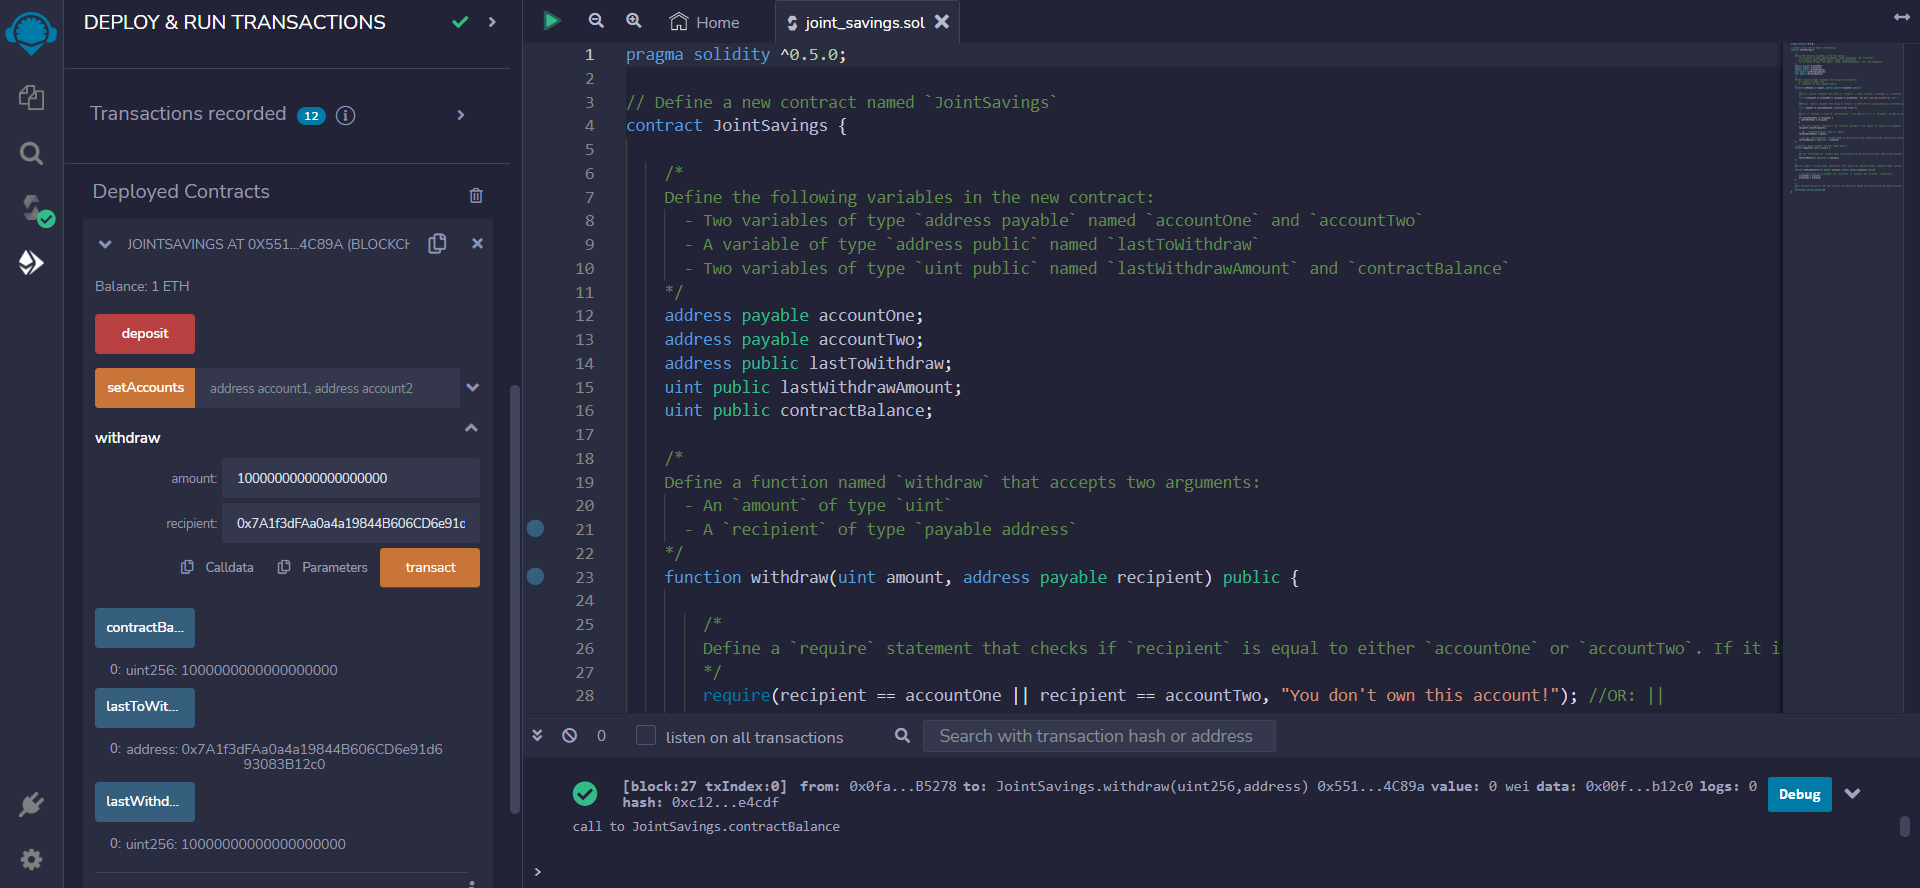 DEPLOY & RUN TRANSACTIONS
Transactions recorded 12 i
Deployed Contracts
JOINTSAVINGS AT 0X551...4C89A (BLOCKCH
Balance: 1 ETH
deposit
setAccounts address account1, address account2
withdraw
amount: 10000000000000000000
recipient: 0x7A1f3dFAa0a4a19844B606CD6e91d
Calldata Parameters transact
contractBa...
0: uint256: 1000000000000000000
lastToWit...
0: address: 0x7A1f3dFAa0a4a19844B606CD6e91d6
93083B12c0
lastWithd...
0: uint256: 10000000000000000000
Home joint_savings.sol
1 pragma solidity ^0.5.0;
2
3 // Define a new contract named `JointSavings`
4 contract JointSavings {
5
6 /*
7 Define the following variables in the new contract:
8 - Two variables of type `address payable` named `accountOne` and `accountTwo`
9 - A variable of type `address public` named `lastToWithdraw`
10 - Two variables of type `uint public` named `lastWithdrawAmount` and `contractBalance`
11 */
12 address payable accountOne;
13 address payable accountTwo;
14 address public lastToWithdraw;
15 uint public lastWithdrawAmount;
16 uint public contractBalance;
17
18 /*
19 Define a function named `withdraw` that accepts two arguments:
20 - An `amount` of type `uint`
21 - A `recipient` of type `payable address`
22 */
23 function withdraw(uint amount, address payable recipient) public {
24
25 /*
26 Define a `require` statement that checks if `recipient` is equal to either `accountOne` or `accountTwo`. If it i
27 */
28 require(recipient == accountOne || recipient == accountTwo, "You don't own this account!"); //OR: ||
0 listen on all transactions Search with transaction hash or address
[block:27 txIndex:0] from: 0x0fa...B5278 to: JointSavings.withdraw(uint256,address) 0x551...4C89a value: 0 wei data: 0x00f...b12c0 logs: 0
hash: 0xc12...e4cdf
Debug
call to JointSavings.contractBalance
>